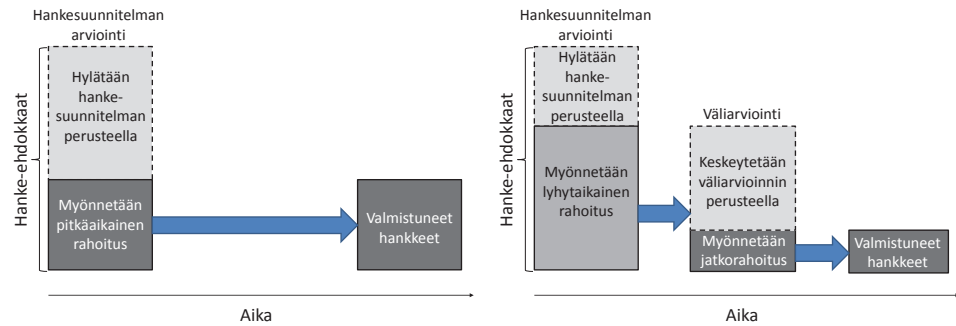 Hankesuunnitelman
arviointi
Hanke-ehdokkaat
Hylätään
hanke-
suunnitelman
perusteella
Myönnetään
pitkäaikainen
rahoitus
Valmistuneet
hankkeet
Aika
Hankesuunnitelman
arviointi
Hanke-ehdokkaat
Hylätään
hanke-
suunnitelman
perusteella
Myönnetään
lyhytaikainen
rahoitus
Väliarviointi
Keskeytetään
väliarvioinnin
perusteella
Myönnetään
jatkorahoitus
Valmistuneet
hankkeet
Aika